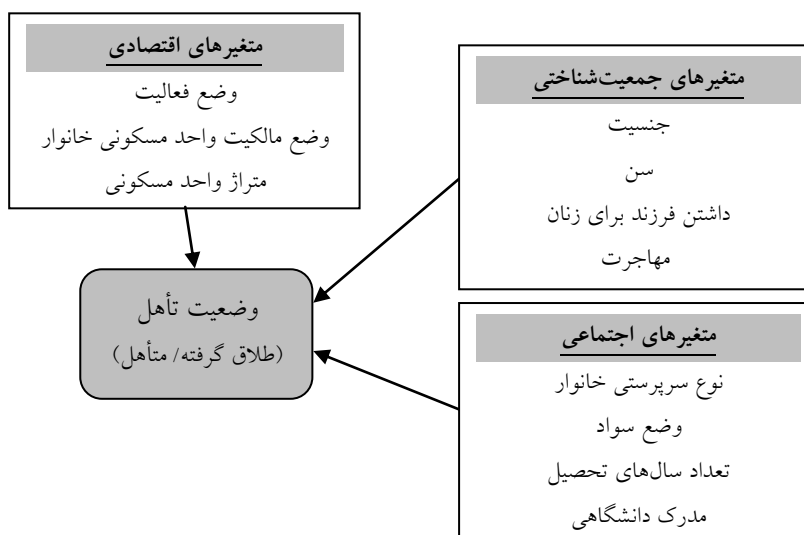 متغیرهای اقتصادی
وضع فعالیت
وضع مالکیت واحد مسکونی خانوار
متراژ واحد مسکونی
متغیرهای جمعیت‌شناختی
جنسیت
سن
داشتن فرزند برای زنان
مهاجرت
وضعیت تأهل
(طلاق گرفته/ متأهل)
متغیرهای اجتماعی
نوع سرپرستی خانوار
وضع سواد
تعداد سال‌های تحصیل
مدرک دانشگاهی